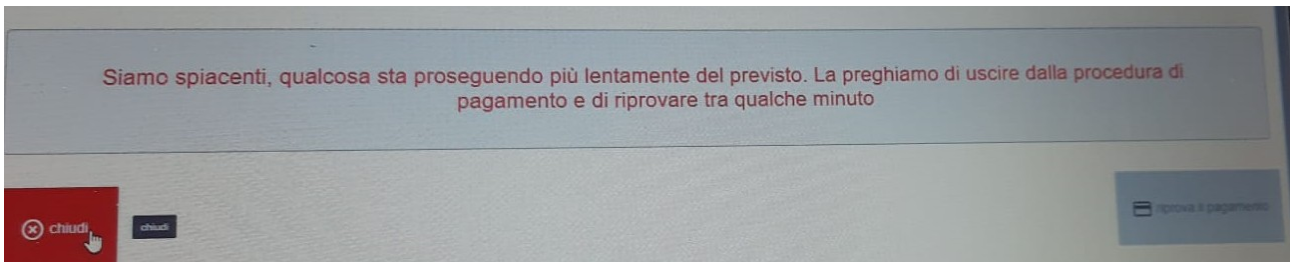 Siamo spiacenti, qualcosa sta proseguendo più lentamente del previsto. La preghiamo di uscire dalla procedura di
pagamento e di riprovare tra qualche minuto
chiudi
chiudi
riprova il pagamento